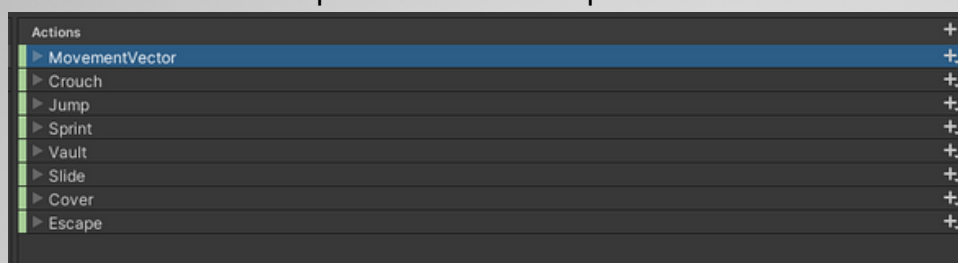 Actions
MovementVector
Crouch
Jump
Sprint
Vault
Slide
Cover
Escape